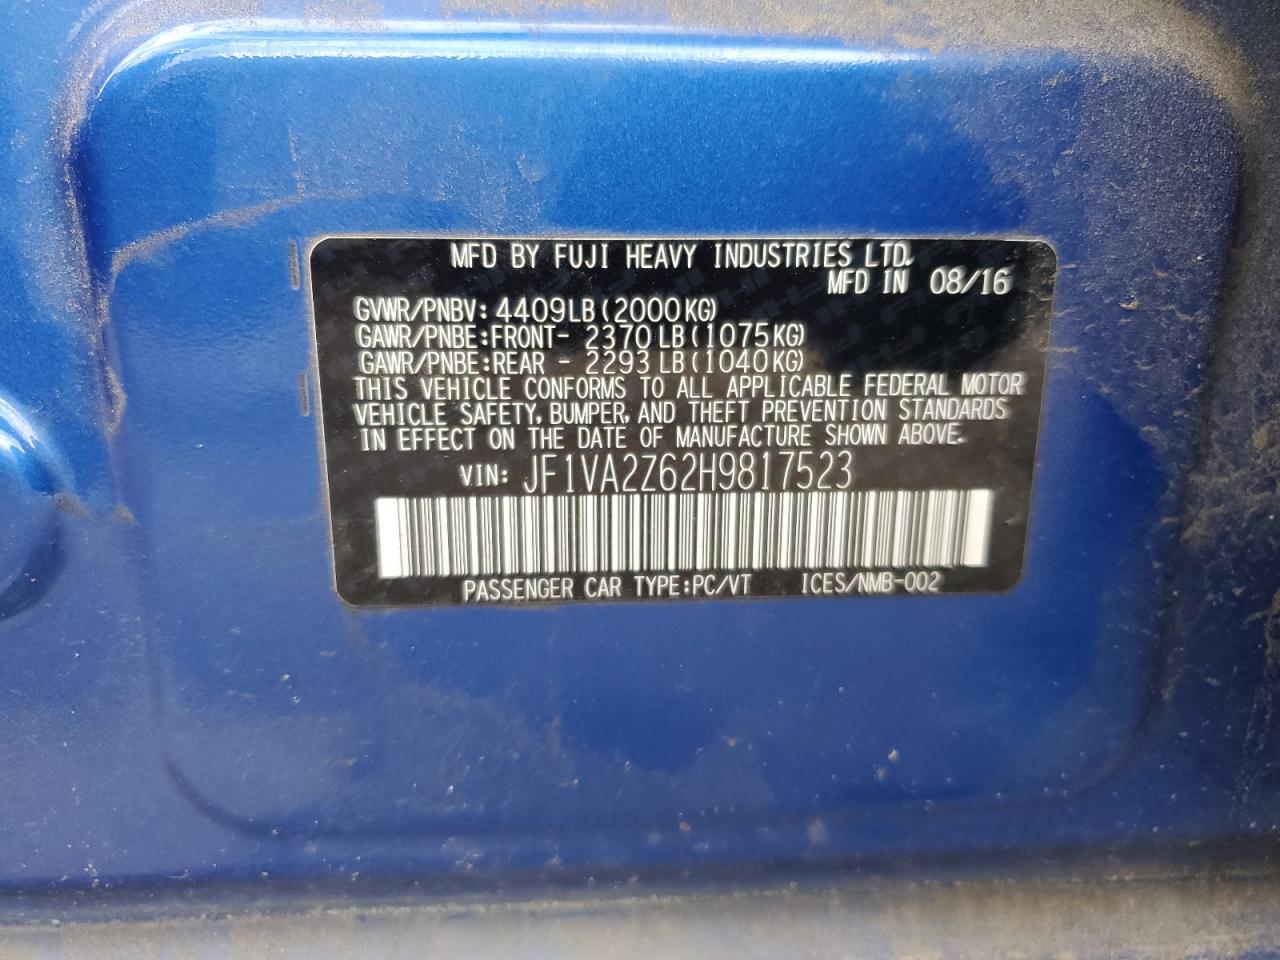 MFD BY FUJI HEAVY INDUSTRIES LTD.
MFD IN 08/16
GVWR/PNBV: 4409LB(2000KG)
GAWR/PNBE:FRONT- 2370LB(1075KG)
GAWR/PNBE:REAR - 2293LB(1040KG)
THIS VEHICLE CONFORMS TO ALL APPLICABLE FEDERAL MOTOR
VEHICLE SAFETY, BUMPER, AND THEFT PREVENTION STANDARDS
IN EFFECT ON THE DATE OF MANUFACTURE SHOWN ABOVE.
VIN: JF1VA2Z62H9817523
PASSENGER CAR TYPE:PC/VT ICES/NMB-002